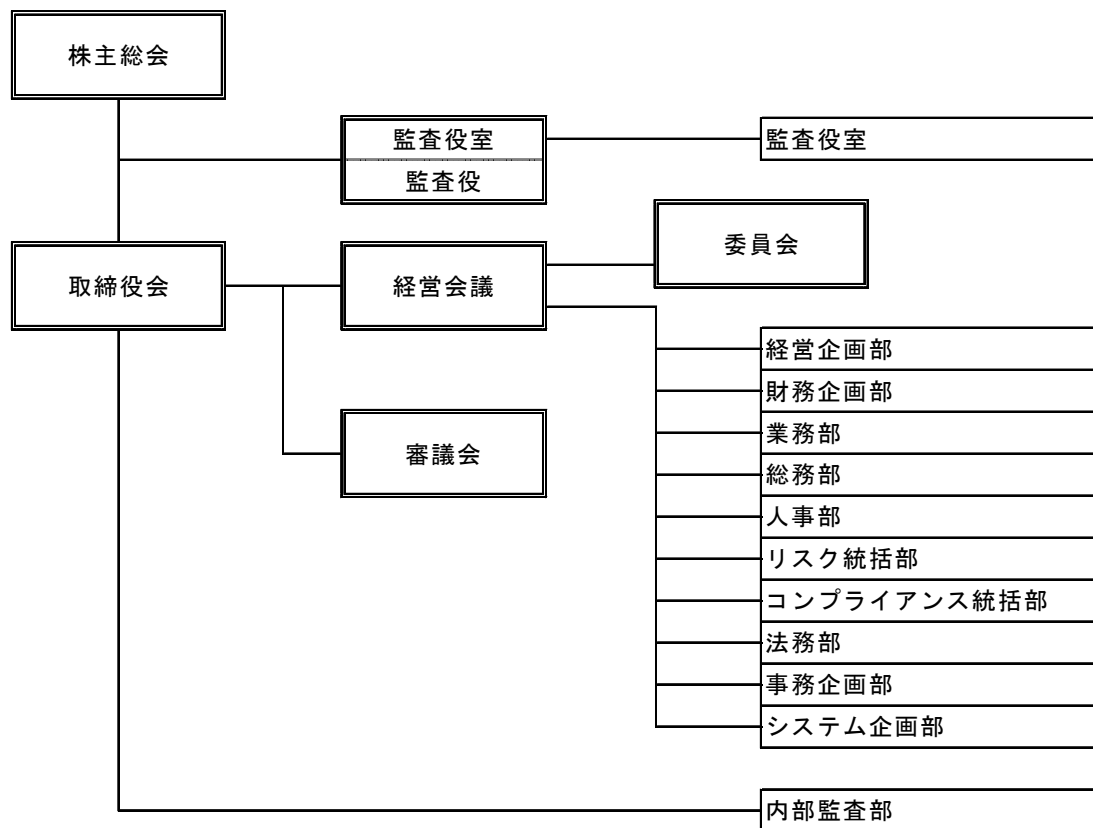 株主総会
監査役室
監査役
監査役室
委員会
取締役会
経営会議
審議会
経営企画部
財務企画部
業務部
総務部
人事部
リスク統括部
コンプライアンス統括部
法務部
事務企画部
システム企画部
内部監査部